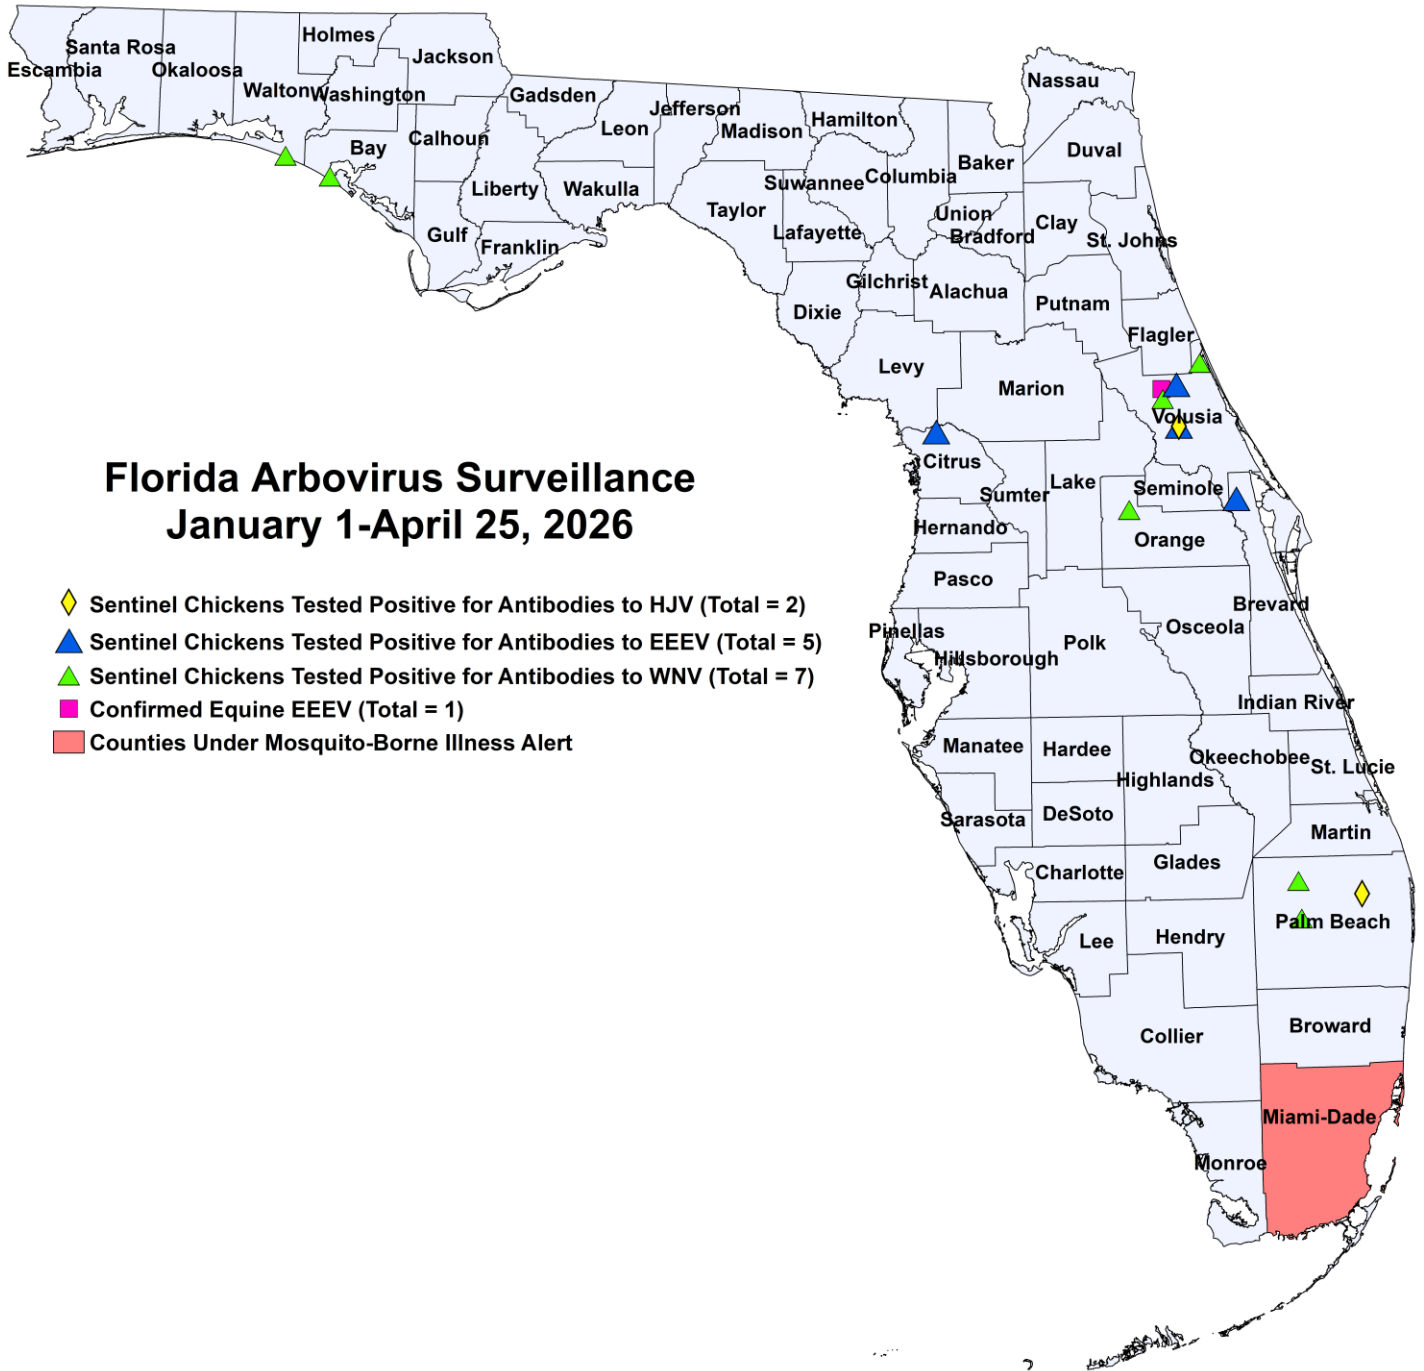 Holmes
Santa Rosa
Jackson
Escambia
Okaloosa
Walton
Washington
Gadsden
Nassau
Jefferson
Hamilton
Leon
Madison
Calhoun
Bay
Duval
Baker
Suwannee
Columbia
Liberty
Wakulla
Taylor
Union
Clay
Lafayette
Bradford
St. Johns
Gulf
Franklin
Gilchrist
Alachua
Putnam
Dixie
Flagler
Levy
Marion
Volusia
Citrus
Florida Arbovirus Surveillance
January 1-April 25, 2026
Lake
Seminole
Sumter
Hernando
Orange
Pasco
Brevard
Sentinel Chickens Tested Positive for Antibodies to HJV (Total = 2)
Sentinel Chickens Tested Positive for Antibodies to EEEV (Total = 5)
Sentinel Chickens Tested Positive for Antibodies to WNV (Total = 7)
Confirmed Equine EEEV (Total = 1)
Counties Under Mosquito-Borne Illness Alert
Pinellas
Osceola
Polk
Hillsborough
Indian River
Manatee
Hardee
Okeechobee
St. Lucie
Highlands
Sarasota
DeSoto
Martin
Charlotte
Glades
Palm Beach
Lee
Hendry
Broward
Collier
Miami-Dade
Monroe